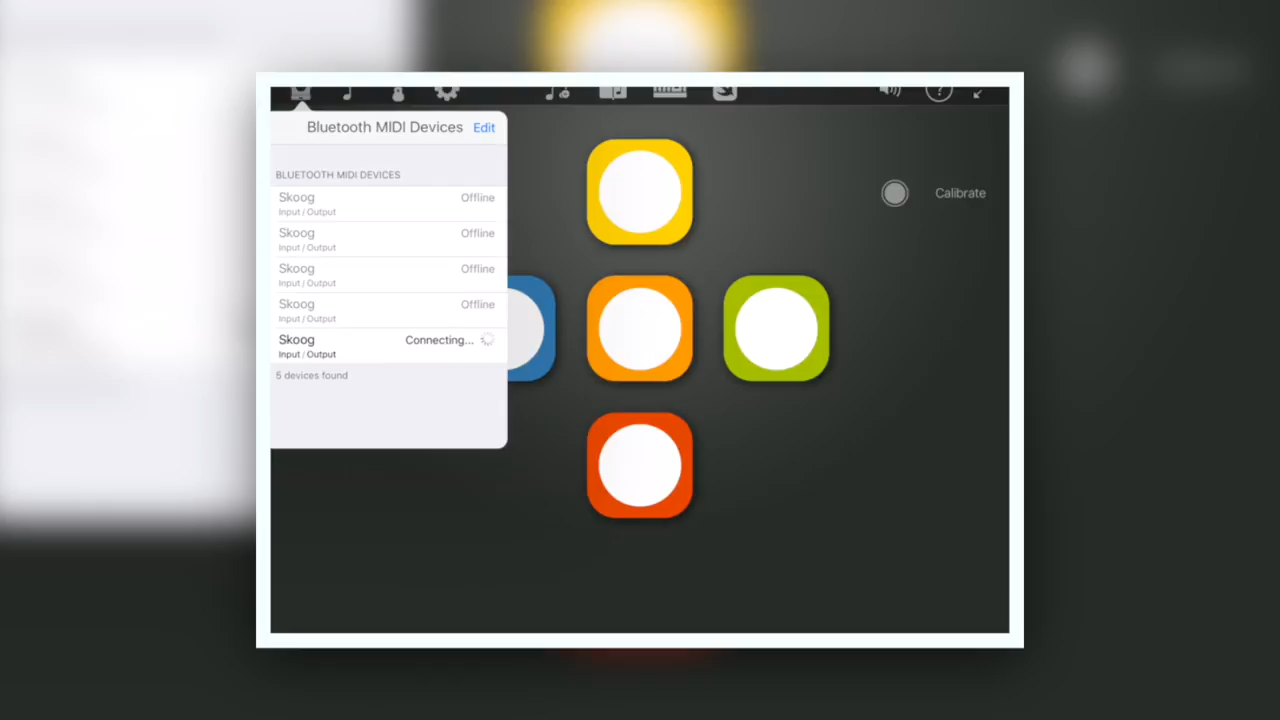 Bluetooth MIDI Devices Edit
BLUETOOTH MIDI DEVICES
Skoog Offline
Input / Output
Skoog Offline
Input / Output
Skoog Offline
Input / Output
Skoog Offline
Input / Output
Skoog Connecting...
Input / Output
5 devices found
Calibrate
?